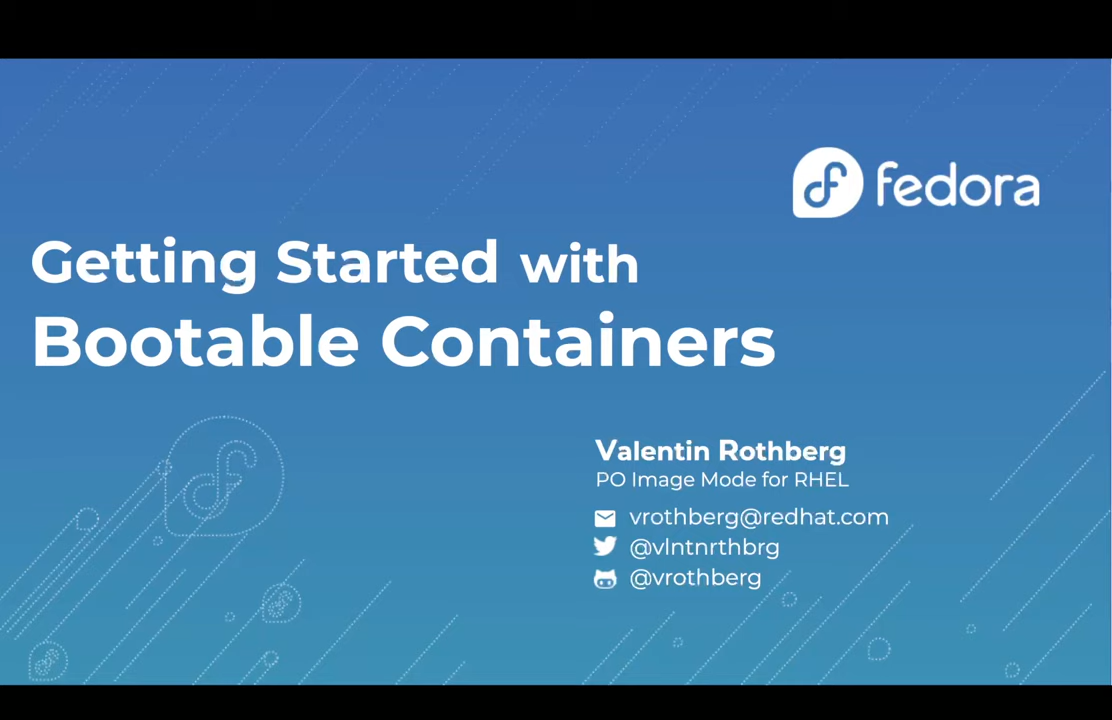 fedora
Getting Started with
Bootable Containers
Valentin Rothberg
PO Image Mode for RHEL
vrothberg@redhat.com
@vlntnrthbrg
@vrothberg